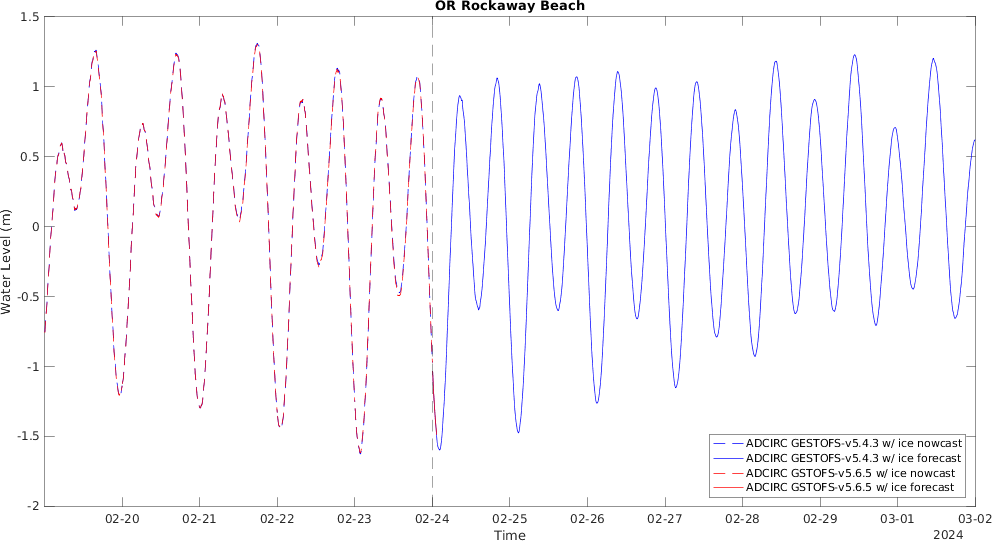 OR Rockaway Beach
1.5
1
0.5
0
-0.5
-1
-1.5
-2
Water Level (m)
02-20 02-21 02-22 02-23 02-24 02-25 02-26 02-27 02-28 02-29 03-01 03-02
Time
2024
ADCIRC GESTOFS-v5.4.3 w/ ice nowcast
ADCIRC GESTOFS-v5.4.3 w/ ice forecast
ADCIRC GSTOFS-v5.6.5 w/ ice nowcast
ADCIRC GSTOFS-v5.6.5 w/ ice forecast